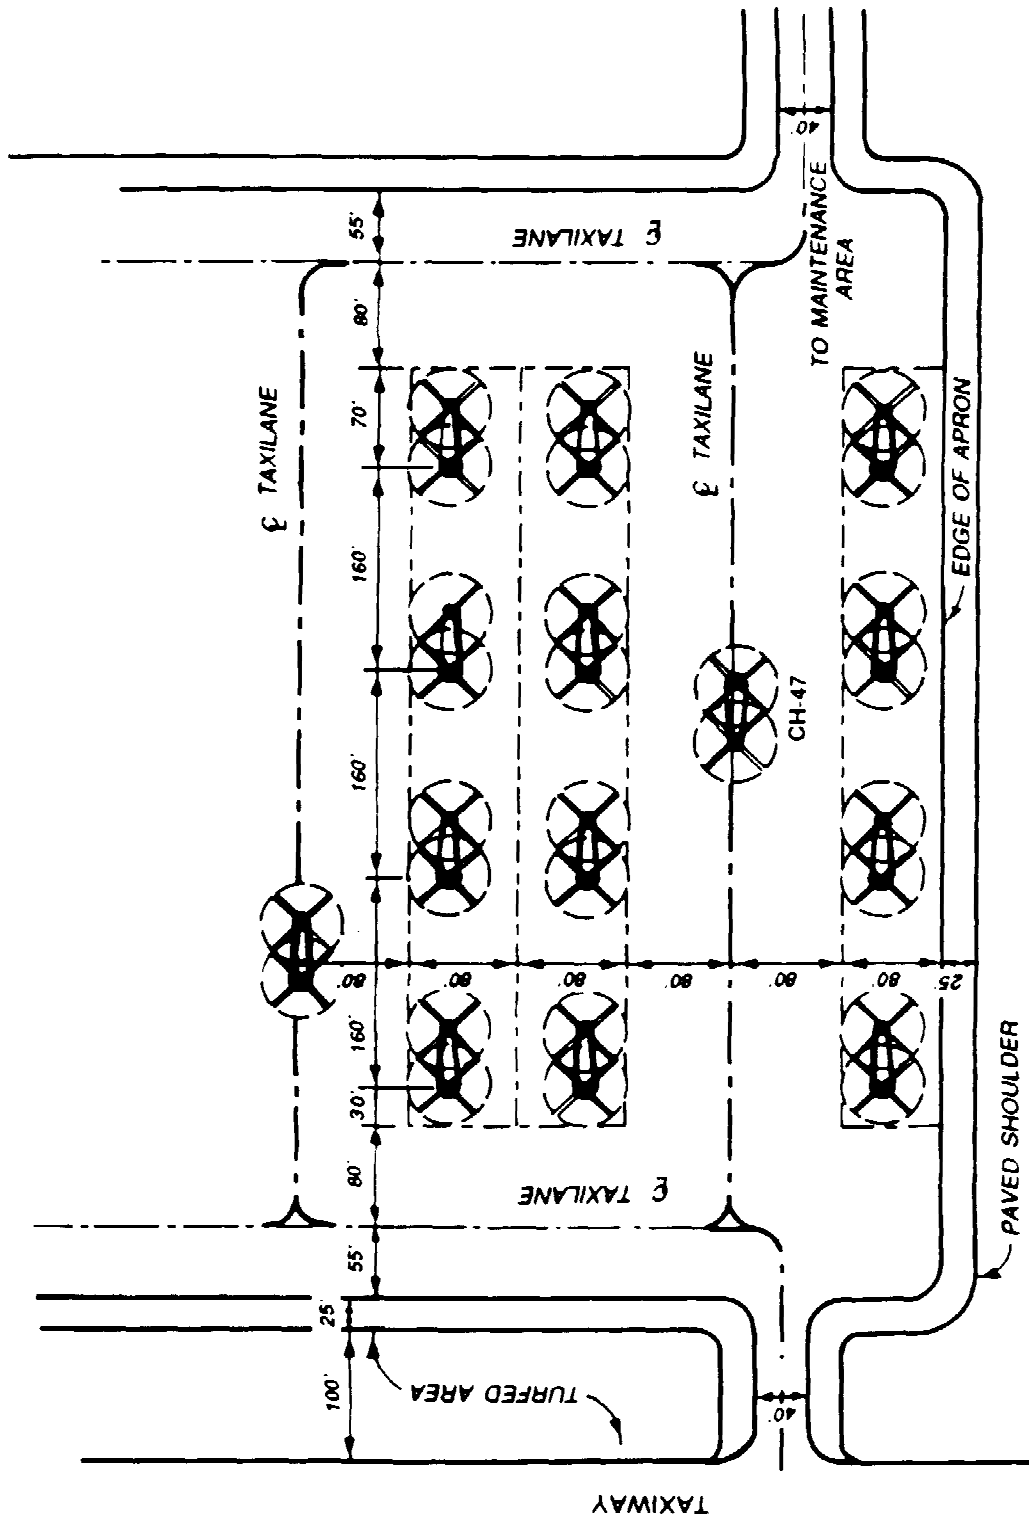 40'
TO MAINTENANCE
AREA
55'
℄ TAXILANE
80'
℄ TAXILANE
70'
℄ TAXILANE
160'
EDGE OF APRON
160'
CH-47
80'
80'
80'
80'
80'
80'
25'
160'
30'
80'
℄ TAXILANE
PAVED SHOULDER
55'
25'
100'
TURFED AREA
40'
TAXIWAY